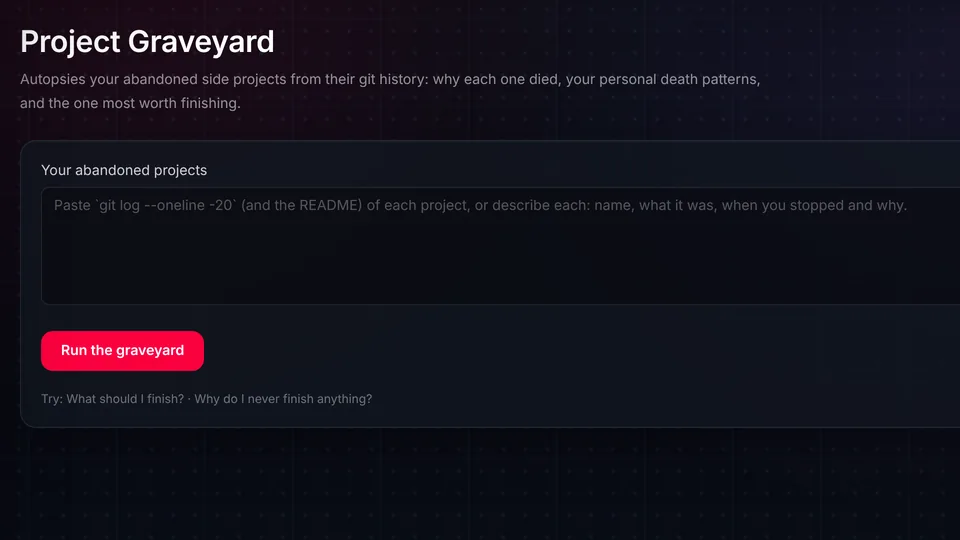 Project Graveyard
Autopsies your abandoned side projects from their git history: why each one died, your personal death patterns,
and the one most worth finishing.
Your abandoned projects
Paste `git log --oneline -20` (and the README) of each project, or describe each: name, what it was, when you stopped and why.
Run the graveyard
Try: What should I finish? · Why do I never finish anything?